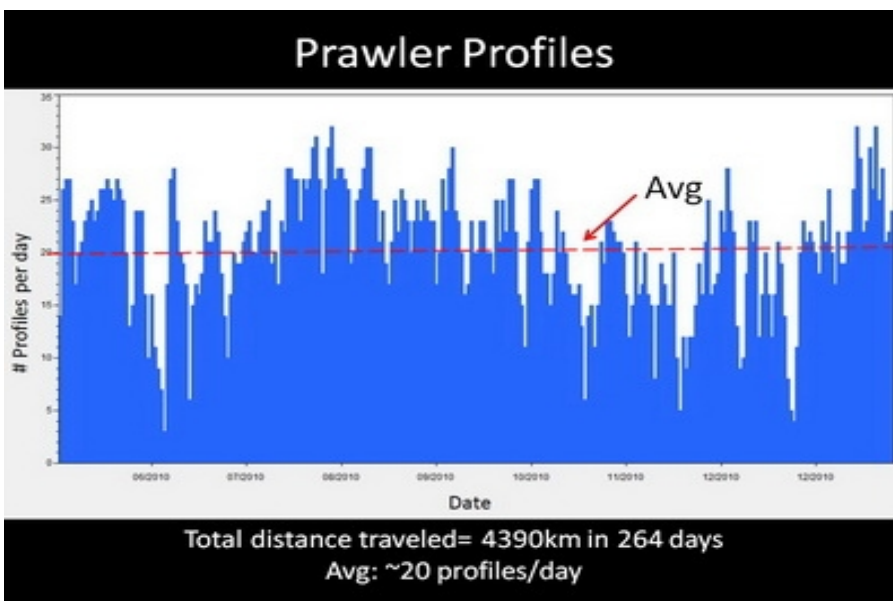 Prawler Profiles
35
30
25
20
15
10
5
0
# Profiles per day
Avg
06/2010
07/2010
08/2010
09/2010
10/2010
11/2010
12/2010
12/2010
Date
Total distance traveled= 4390km in 264 days
Avg: ~20 profiles/day